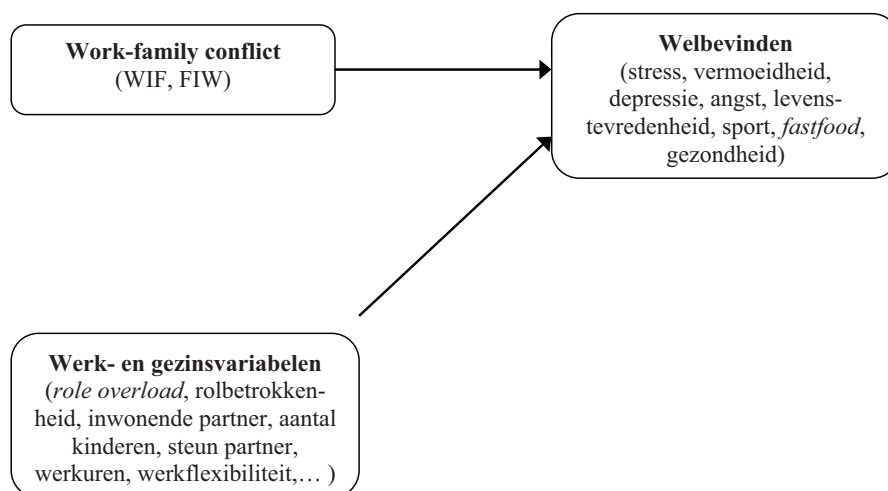 Work-family conflict
(WIF, FIW)
Welbevinden
(stress, vermoeidheid,
depressie, angst, levens-
tevredenheid, sport, fastfood,
gezondheid)
Werk- en gezinsvariabelen
(role overload, rolbetrokken-
heid, inwonende partner, aantal
kinderen, steun partner,
werkuren, werkflexibiliteit,… )